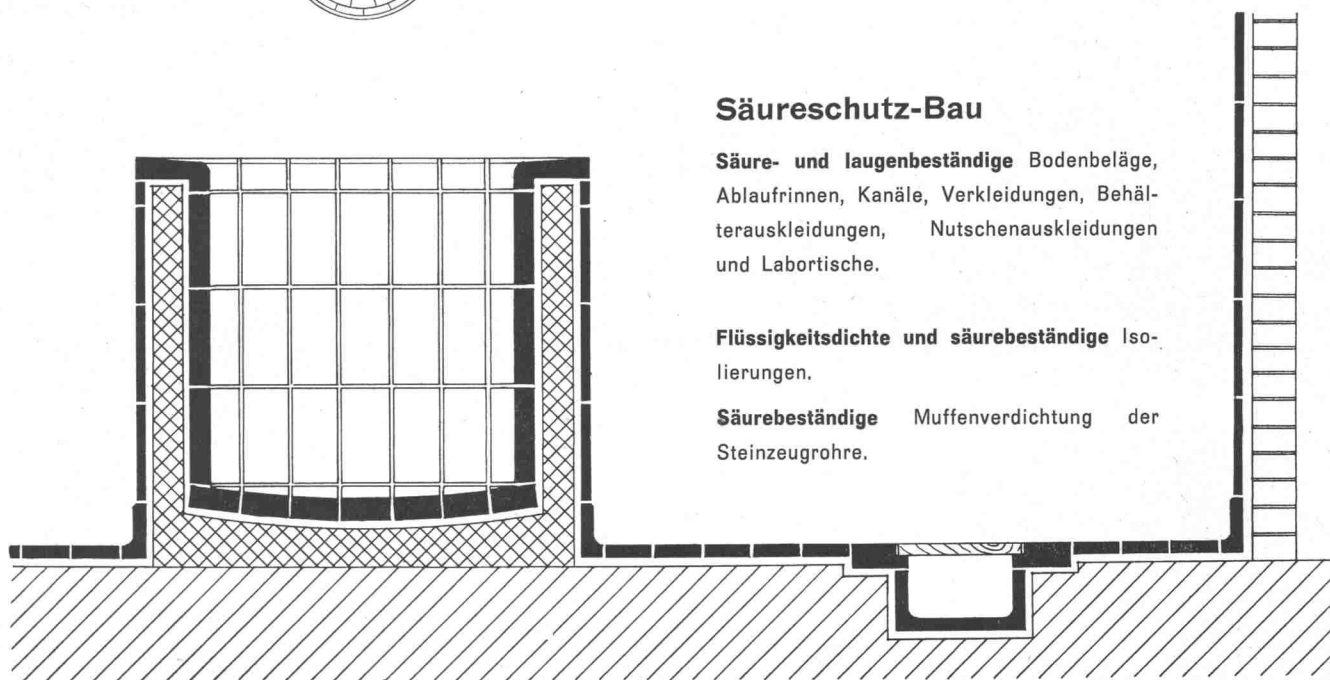 Säureschutz-Bau
Säure- und laugenbeständige Bodenbeläge,
Ablaufrinnen, Kanäle, Verkleidungen, Behäl-
terauskleidungen, Nutschenauskleidungen
und Labortische.
Flüssigkeitsdichte und säurebeständige Iso-
lierungen.
Säurebeständige Muffenverdichtung der
Steinzeugrohre.